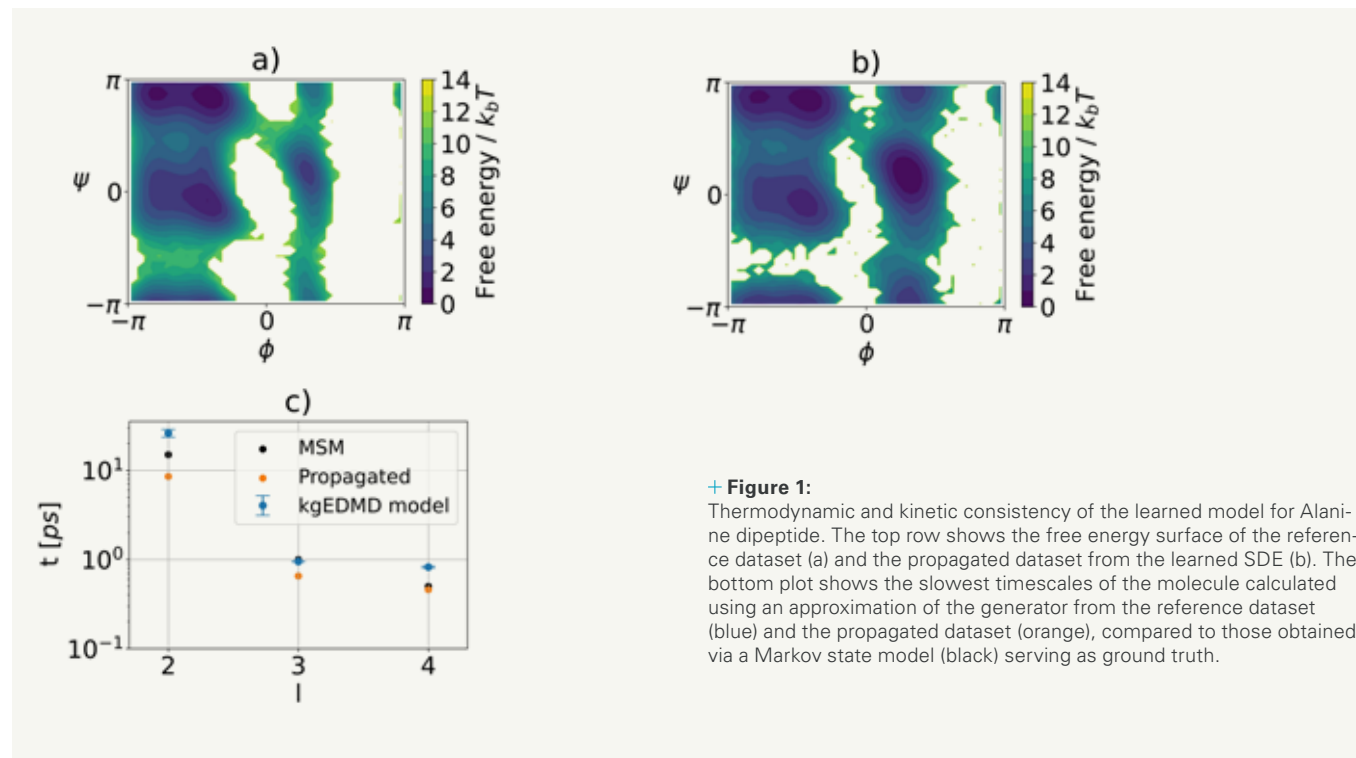 a)
π
ψ
0
−π
−π
0
π
ϕ
14
12
10
8
6
4
2
0
Free energy / k_bT
b)
π
ψ
0
−π
−π
0
π
ϕ
14
12
10
8
6
4
2
0
Free energy / k_bT
c)
MSM
Propagated
kgEDMD model
10¹
10⁰
10⁻¹
t [ps]
2
3
4
l
+ Figure 1:
Thermodynamic and kinetic consistency of the learned model for Alani-
ne dipeptide. The top row shows the free energy surface of the referen-
ce dataset (a) and the propagated dataset from the learned SDE (b). The
bottom plot shows the slowest timescales of the molecule calculated
using an approximation of the generator from the reference dataset
(blue) and the propagated dataset (orange), compared to those obtained
via a Markov state model (black) serving as ground truth.